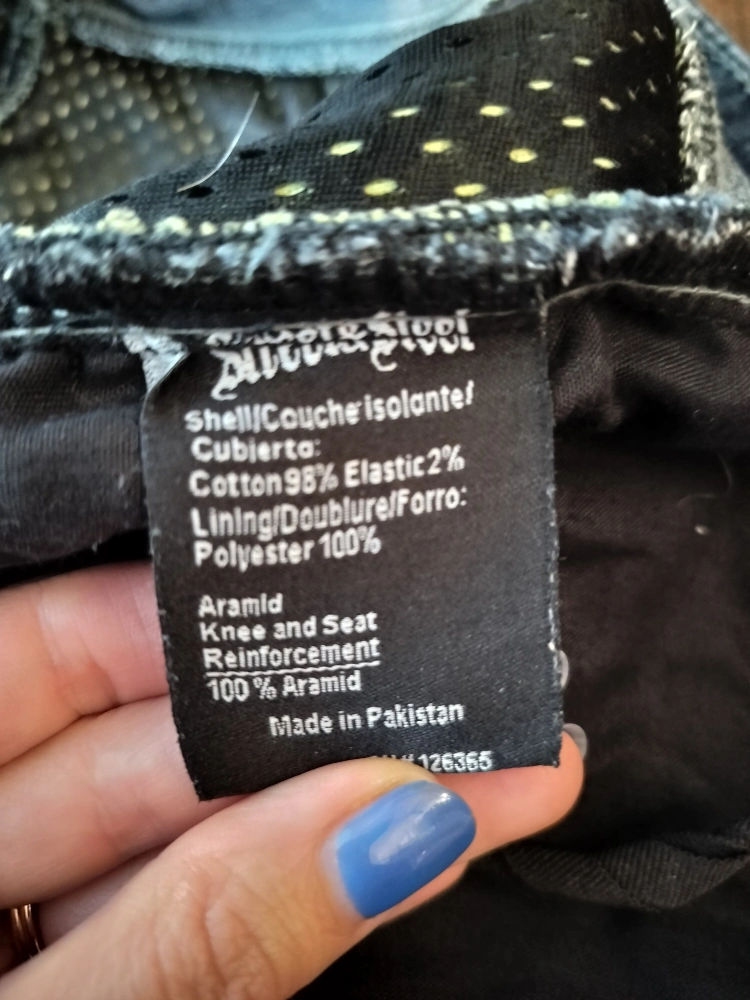 Shell/Couche isolante/
Cubierta:
Cotton 98% Elastic 2%
Lining/Doublure/Forro:
Polyester 100%
Aramid
Knee and Seat
Reinforcement
100 % Aramid
Made in Pakistan
# 126365